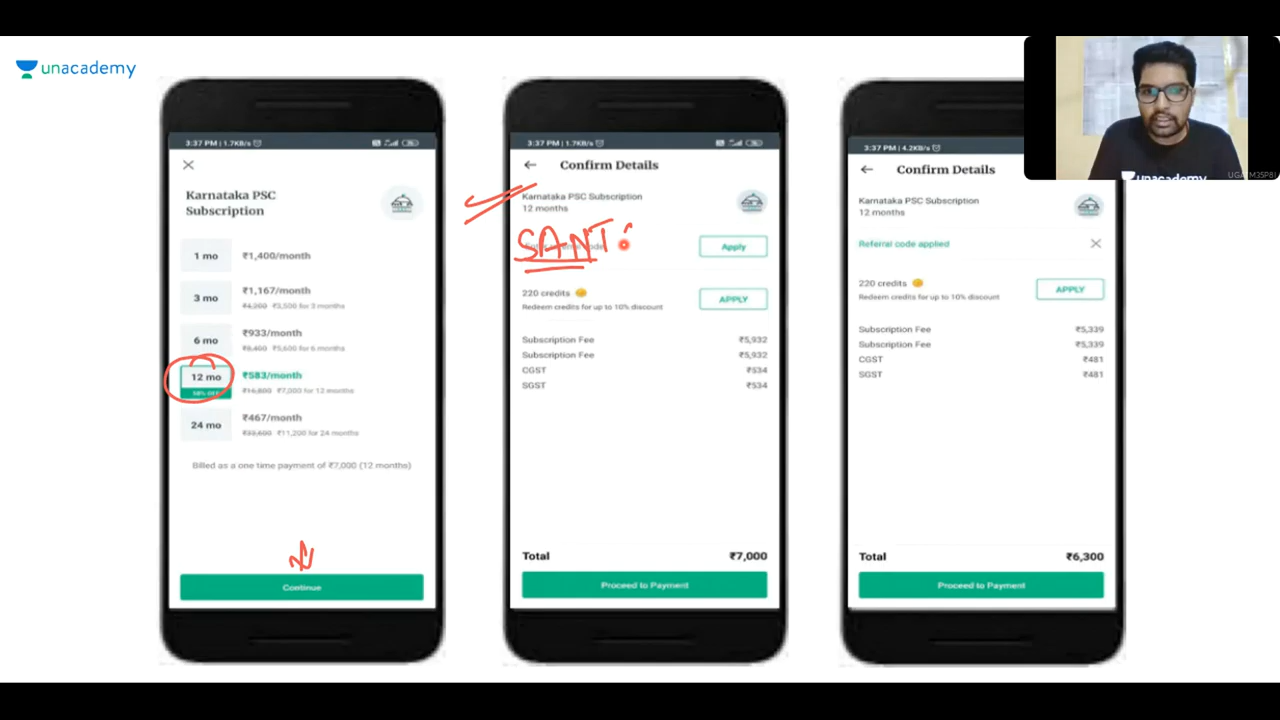 unacademy
3:37 PM | 1.7KB/s
Karnataka PSC
Subscription
1 mo ₹1,400/month
3 mo ₹1,167/month
₹4,200 ₹3,500 for 3 months
6 mo ₹933/month
₹8,400 ₹5,600 for 6 months
12 mo ₹583/month
58% OFF ₹16,800 ₹7,000 for 12 months
24 mo ₹467/month
₹33,600 ₹11,200 for 24 months
Billed as a one time payment of ₹7,000 (12 months)
Continue
3:37 PM | 1.7KB/s
Confirm Details
Karnataka PSC Subscription
12 months
SANT
Apply
220 credits
Redeem credits for up to 10% discount
APPLY
Subscription Fee ₹5,932
Subscription Fee ₹5,932
CGST ₹534
SGST ₹534
Total ₹7,000
Proceed to Payment
3:37 PM | 4.2KB/s
Confirm Details
Karnataka PSC Subscription
12 months
Referral code applied
220 credits
Redeem credits for up to 10% discount
APPLY
Subscription Fee ₹5,339
Subscription Fee ₹5,339
CGST ₹481
SGST ₹481
Total ₹6,300
Proceed to Payment
unacademy